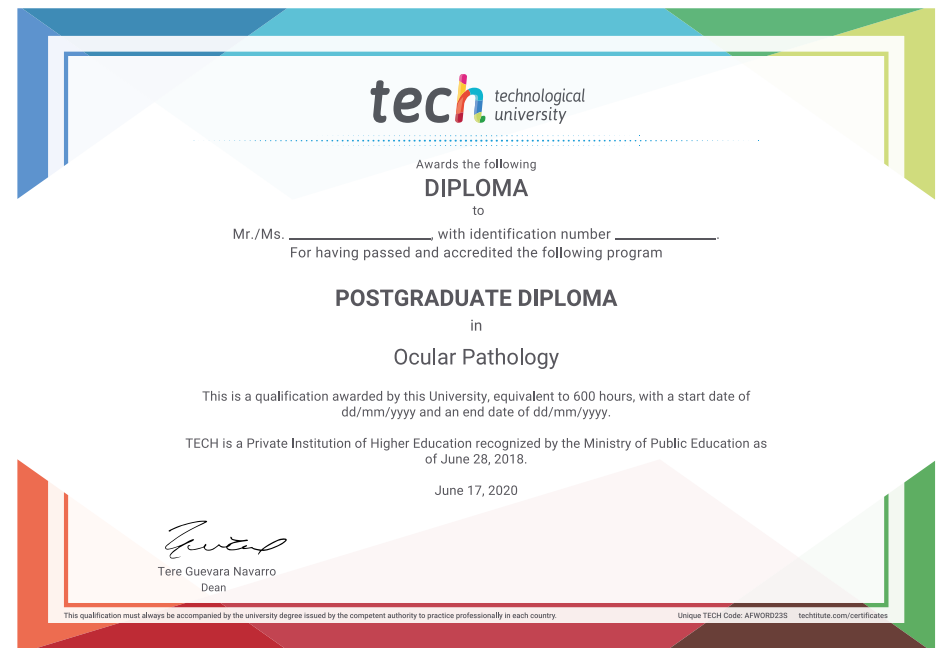 tech technological
university
Awards the following
DIPLOMA
to
Mr./Ms. ____________________, with identification number ______________.
For having passed and accredited the following program
POSTGRADUATE DIPLOMA
in
Ocular Pathology
This is a qualification awarded by this University, equivalent to 600 hours, with a start date of
dd/mm/yyyy and an end date of dd/mm/yyyy.
TECH is a Private Institution of Higher Education recognized by the Ministry of Public Education as
of June 28, 2018.
June 17, 2020
Tere Guevara Navarro
Dean
This qualification must always be accompanied by the university degree issued by the competent authority to practice professionally in each country.
Unique TECH Code: AFWORD23S techtitute.com/certificates